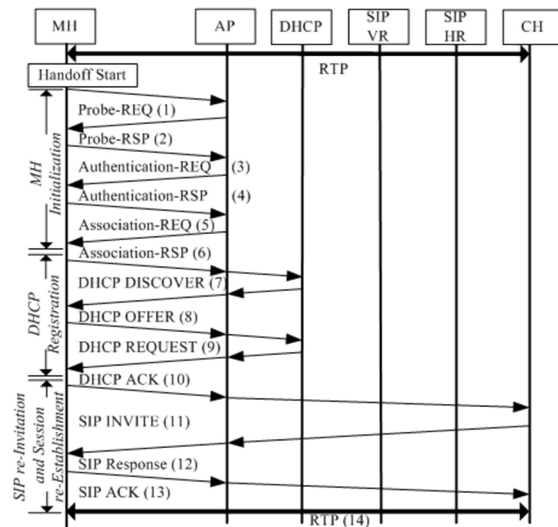 MH
AP
DHCP
SIP
VR
SIP
HR
CH
RTP
Handoff Start
Probe-REQ (1)
Probe-RSP (2)
Authentication-REQ (3)
Authentication-RSP (4)
Association-REQ (5)
Association-RSP (6)
MH
Initialization
DHCP DISCOVER (7)
DHCP OFFER (8)
DHCP REQUEST (9)
DHCP ACK (10)
DHCP
Registration
SIP INVITE (11)
SIP Response (12)
SIP ACK (13)
SIP re-Invitation
and Session
re-Establishment
RTP (14)